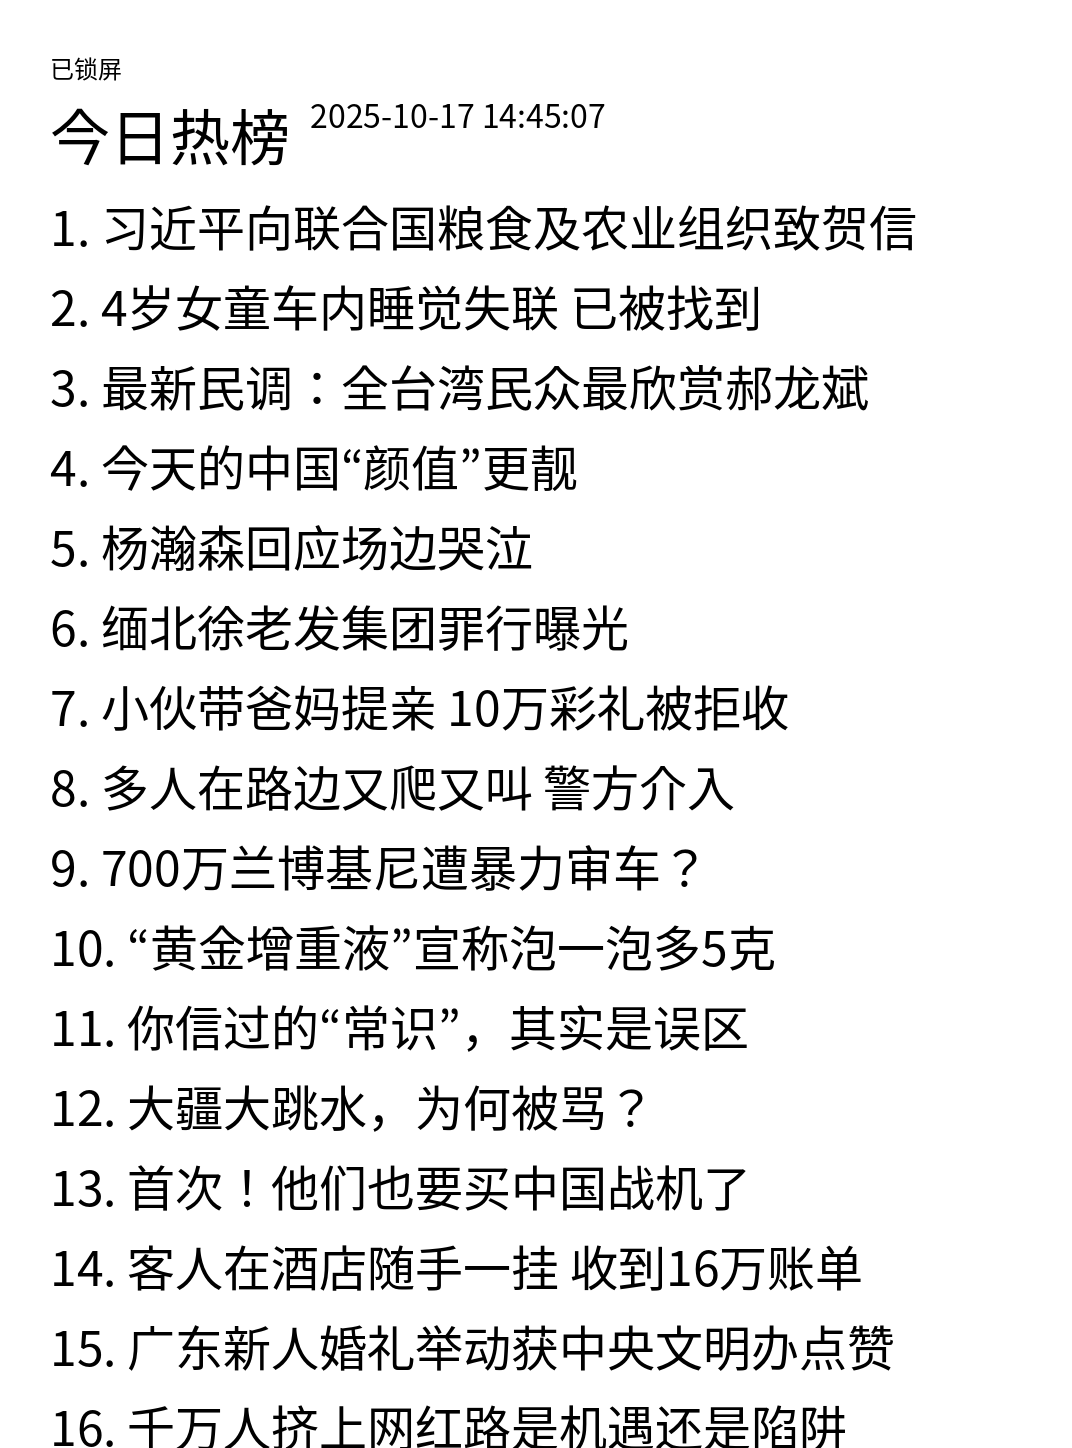 已锁屏
今日热榜 2025-10-17 14:45:07
1. 习近平向联合国粮食及农业组织致贺信
2. 4岁女童车内睡觉失联 已被找到
3. 最新民调：全台湾民众最欣赏郝龙斌
4. 今天的中国“颜值”更靓
5. 杨瀚森回应场边哭泣
6. 缅北徐老发集团罪行曝光
7. 小伙带爸妈提亲 10万彩礼被拒收
8. 多人在路边又爬又叫 警方介入
9. 700万兰博基尼遭暴力审车？
10. “黄金增重液”宣称泡一泡多5克
11. 你信过的“常识”，其实是误区
12. 大疆大跳水，为何被骂？
13. 首次！他们也要买中国战机了
14. 客人在酒店随手一挂 收到16万账单
15. 广东新人婚礼举动获中央文明办点赞
16. 千万人挤上网红路是机遇还是陷阱